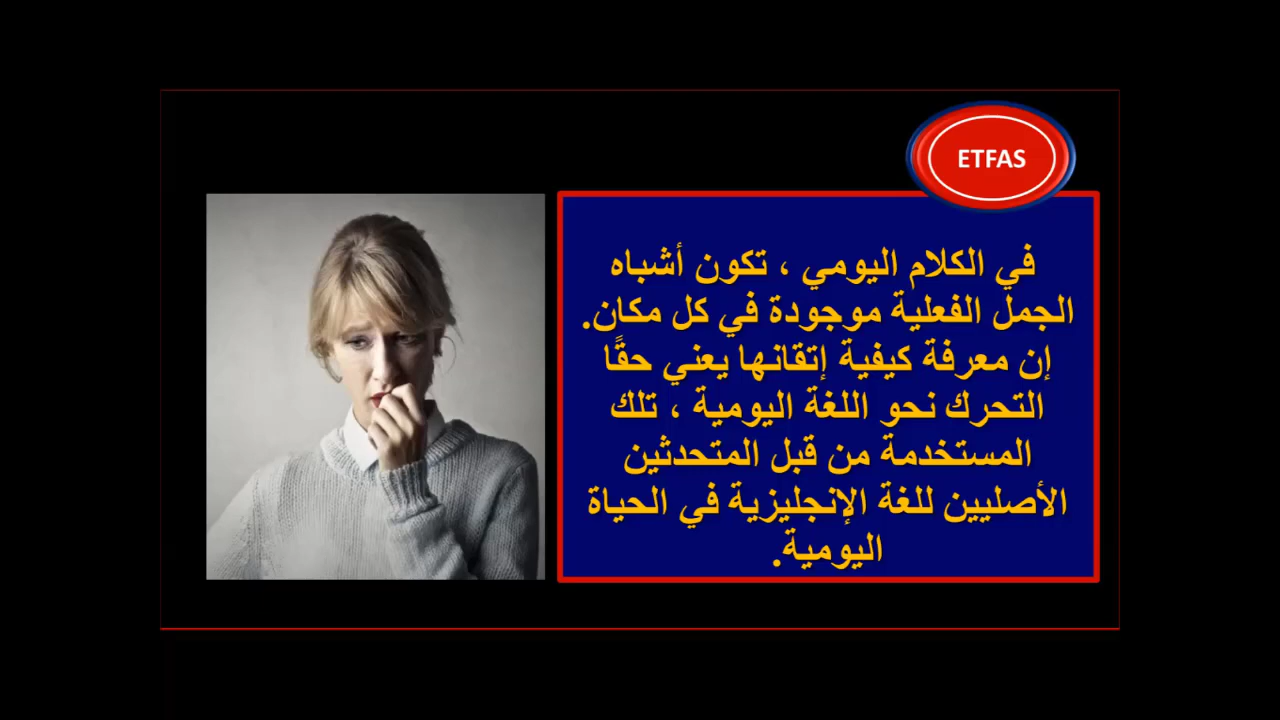 ETFAS
في الكلام اليومي ، تكون أشباه
الجمل الفعلية موجودة في كل مكان.
إن معرفة كيفية إتقانها يعني حقًا
التحرك نحو اللغة اليومية ، تلك
المستخدمة من قبل المتحدثين
الأصليين للغة الإنجليزية في الحياة
اليومية.